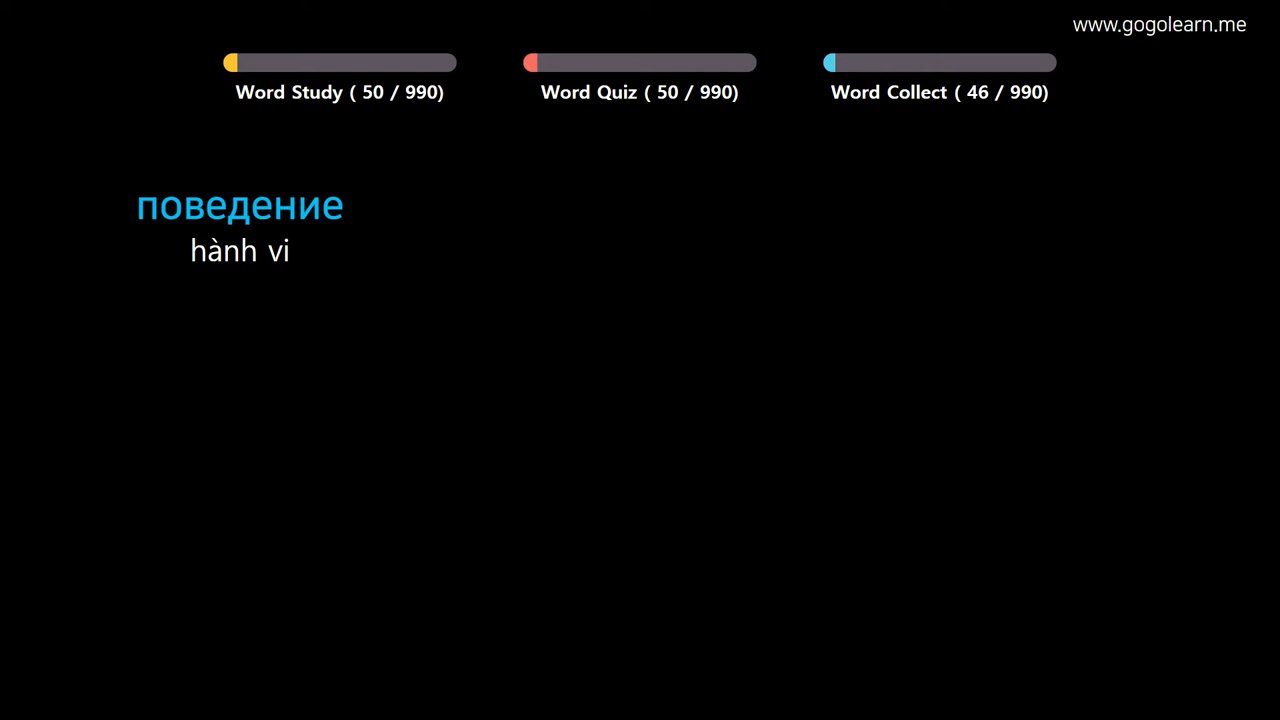 www.gogolearn.me
Word Study ( 50 / 990)
Word Quiz ( 50 / 990)
Word Collect ( 46 / 990)
поведение
hành vi